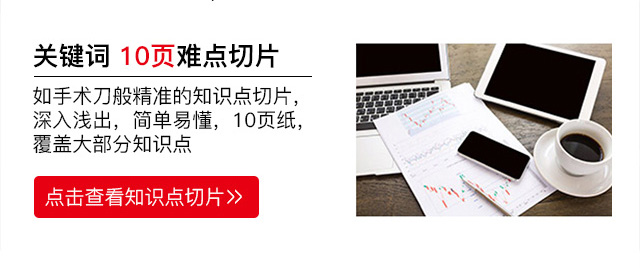 关键词 10页难点切片
如手术刀般精准的知识点切片，
深入浅出，简单易懂，10页纸，
覆盖大部分知识点
点击查看知识点切片>>